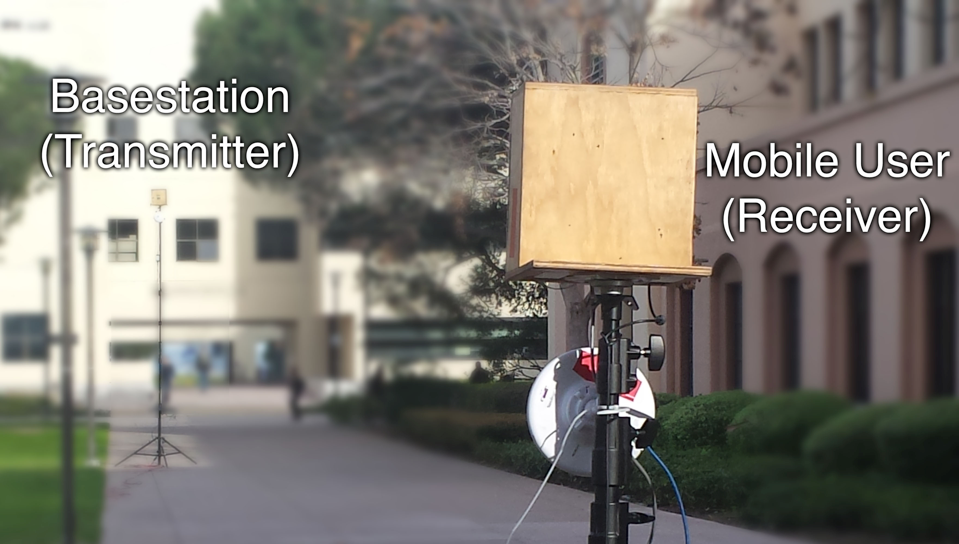 Basestation
(Transmitter)
Mobile User
(Receiver)